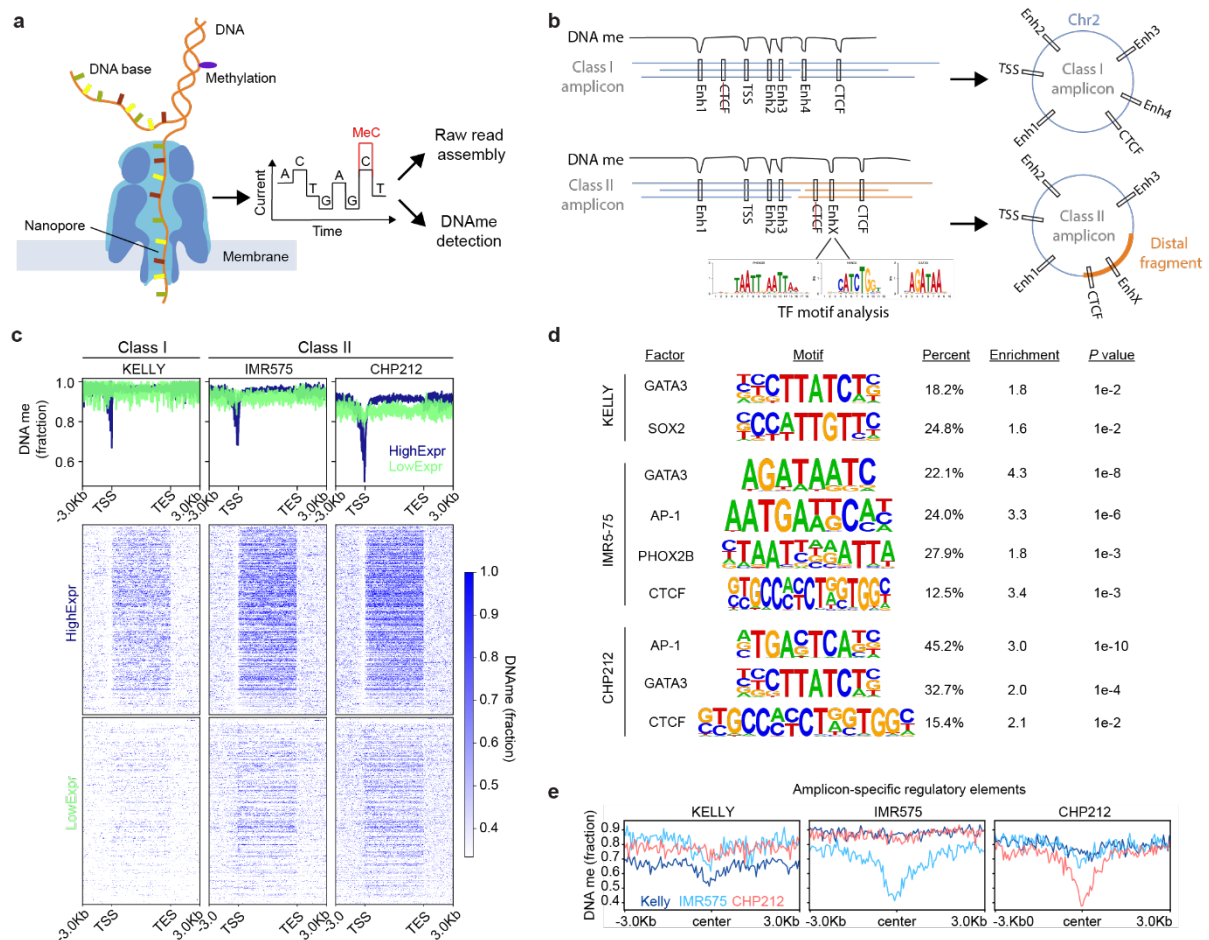 a
DNA
DNA base
Methylation
Nanopore
Membrane
Current
Time
A
C
T
G
A
G
C
T
MeC
Raw read
assembly
DNAme
detection
b
DNA me
Class I
amplicon
Enh1
CTCF
TSS
Enh2
Enh3
Enh4
CTCF
Chr2
Class I
amplicon
Enh2
Enh3
TSS
Enh4
Enh1
CTCF
DNA me
Class II
amplicon
Enh1
TSS
Enh2
Enh3
CTCF
EnhX
CTCF
TF motif analysis
Class II
amplicon
Enh2
Enh3
TSS
Enh1
CTCF
EnhX
Distal
fragment
c
Class I Class II
KELLY IMR575 CHP212
DNA me
(fratction)
1.0
0.8
0.6
HighExpr
LowExpr
-3.0Kb TSS TES 3.0Kb -3.0Kb TSS TES 3.0Kb -3.0Kb TSS TES 3.0Kb
HighExpr
LowExpr
1.0
0.9
0.8
0.7
0.6
0.5
0.4
DNAme (fraction)
-3.0Kb TSS TES 3.0Kb -3.0 TSS TES 3.0Kb -3.0 TSS TES 3.0Kb
d
Factor Motif Percent Enrichment P value
KELLY
GATA3 18.2% 1.8 1e-2
SOX2 24.8% 1.6 1e-2
IMR5-75
GATA3 AGATAATC 22.1% 4.3 1e-8
AP-1 24.0% 3.3 1e-6
PHOX2B 27.9% 1.8 1e-3
CTCF 12.5% 3.4 1e-3
CHP212
AP-1 45.2% 3.0 1e-10
GATA3 32.7% 2.0 1e-4
CTCF 15.4% 2.1 1e-2
e
Amplicon-specific regulatory elements
KELLY IMR575 CHP212
DNA me (fraction)
0.9
0.8
0.7
0.6
0.5
0.4
Kelly IMR575 CHP212
-3.0Kb center 3.0Kb -3.0Kb center 3.0Kb -3.Kb0 center 3.0Kb